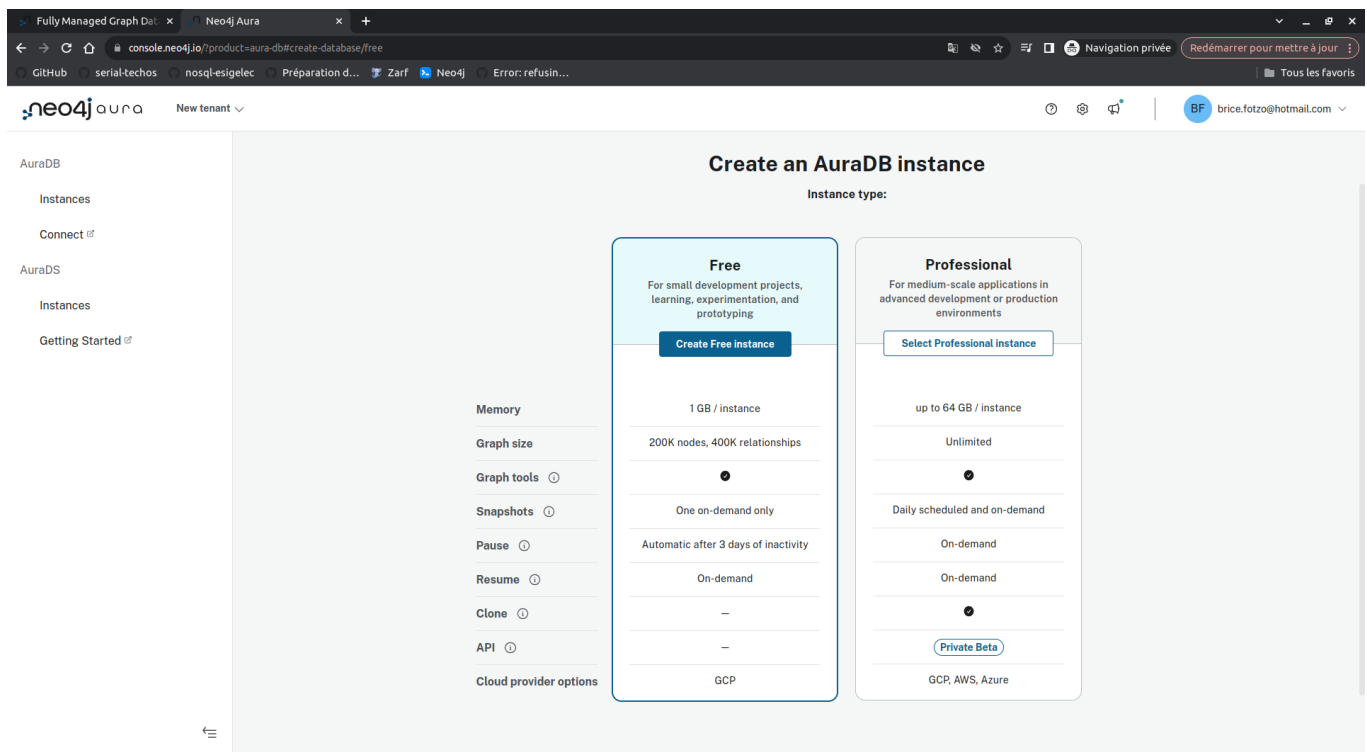 Fully Managed Graph Dat
Neo4j Aura
console.neo4j.io/?product=aura-db#create-database/free
Navigation privée
Redémarrer pour mettre à jour
GitHub
serial-techos
nosql-esigelec
Préparation d...
Zarf
Neo4j
Error: refusin...
Tous les favoris
neo4j aura
New tenant
BF
brice.fotzo@hotmail.com
AuraDB
Instances
Connect
AuraDS
Instances
Getting Started
Create an AuraDB instance
Instance type:
Free
For small development projects,
learning, experimentation, and
prototyping
Create Free instance
Professional
For medium-scale applications in
advanced development or production
environments
Select Professional instance
Memory 1 GB / instance up to 64 GB / instance
Graph size 200K nodes, 400K relationships Unlimited
Graph tools
Snapshots One on-demand only Daily scheduled and on-demand
Pause Automatic after 3 days of inactivity On-demand
Resume On-demand On-demand
Clone –
API – Private Beta
Cloud provider options GCP GCP, AWS, Azure